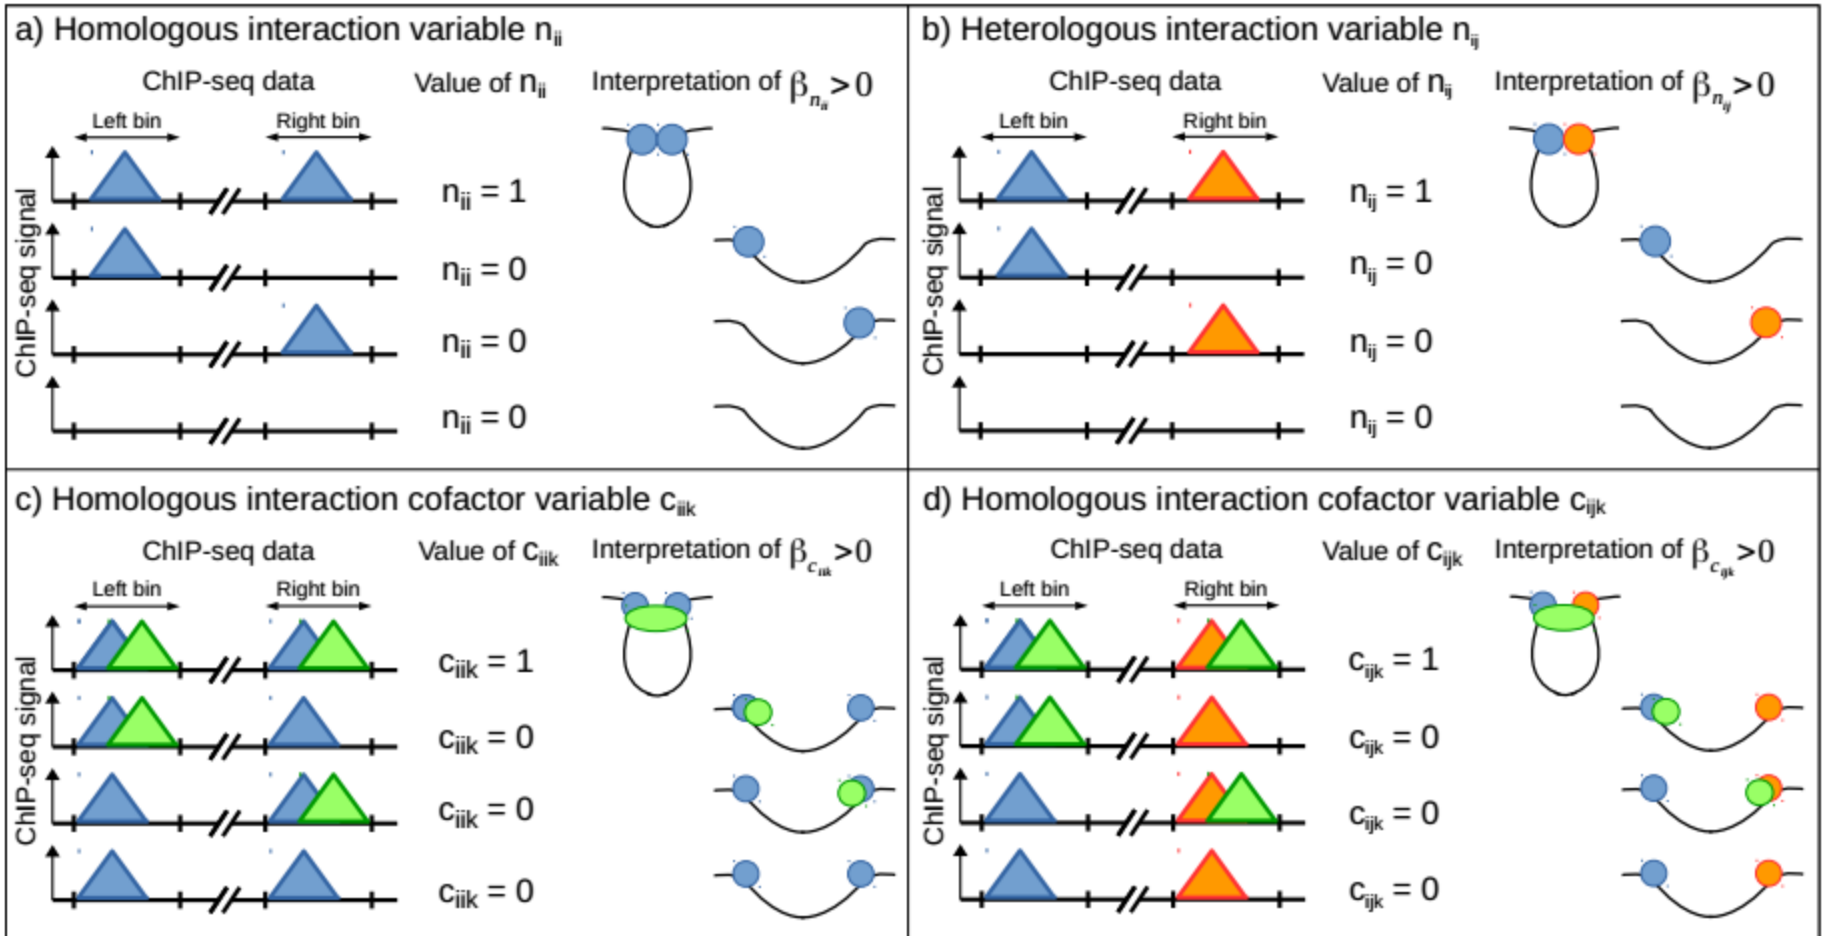 a) Homologous interaction variable nii
ChIP-seq data Value of nii Interpretation of βnii>0
Left bin Right bin
ChIP-seq signal
nii = 1
nii = 0
nii = 0
nii = 0
b) Heterologous interaction variable nij
ChIP-seq data Value of nij Interpretation of βnij>0
Left bin Right bin
ChIP-seq signal
nij = 1
nij = 0
nij = 0
nij = 0
c) Homologous interaction cofactor variable ciik
ChIP-seq data Value of ciik Interpretation of βciik>0
Left bin Right bin
ChIP-seq signal
ciik = 1
ciik = 0
ciik = 0
ciik = 0
d) Homologous interaction cofactor variable cijk
ChIP-seq data Value of cijk Interpretation of βcijk>0
Left bin Right bin
ChIP-seq signal
cijk = 1
cijk = 0
cijk = 0
cijk = 0